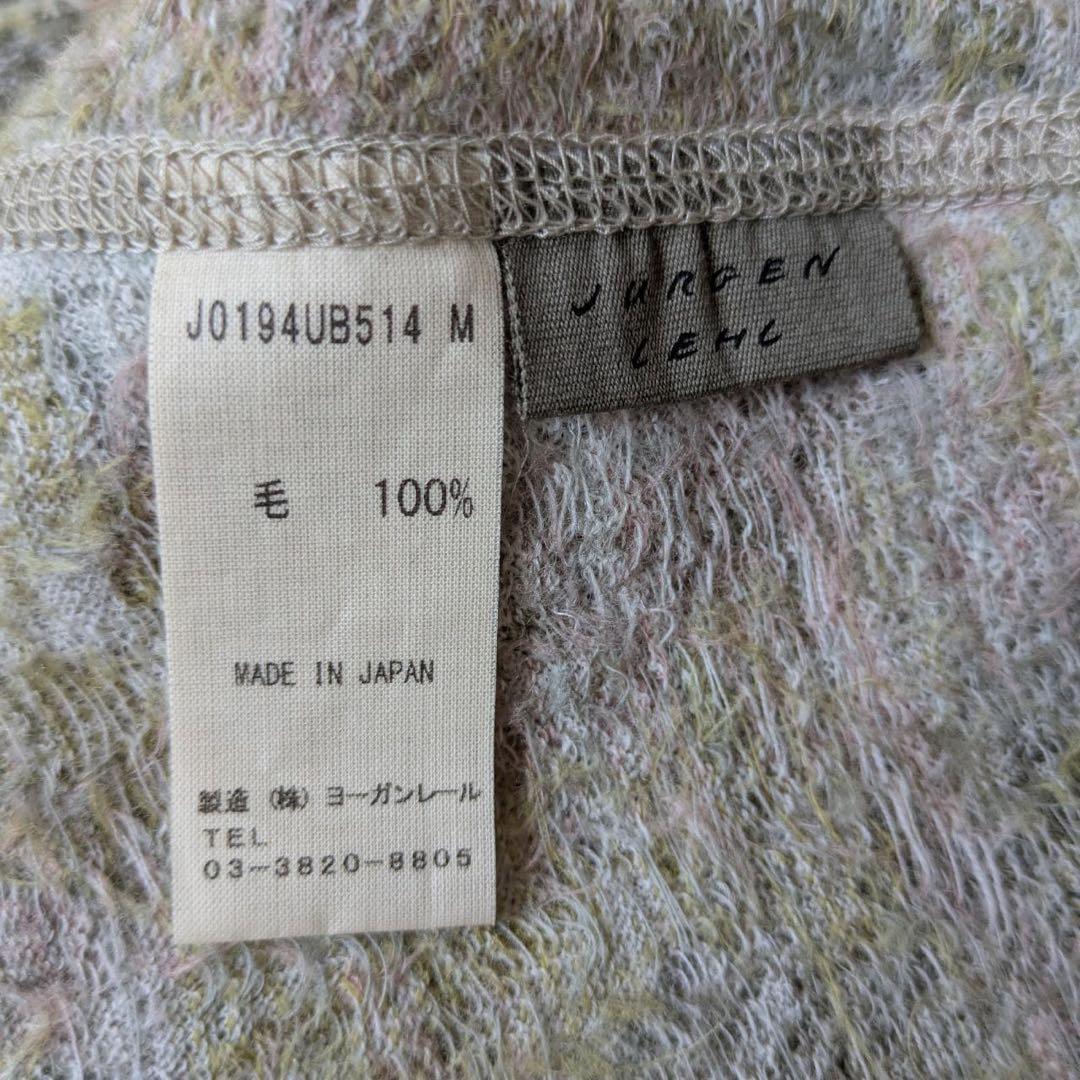 J0194UB514 M
毛 100%
MADE IN JAPAN
製造 (株) ヨーガンレール
TEL
03-3820-8805
JURGEN
LEHL